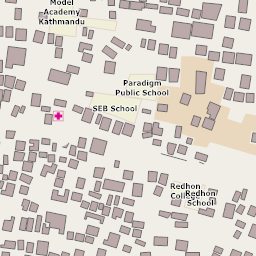 Model
Academy
Kathmandu
Paradigm
Public School
SEB School
Redhon
College
Redhon
School